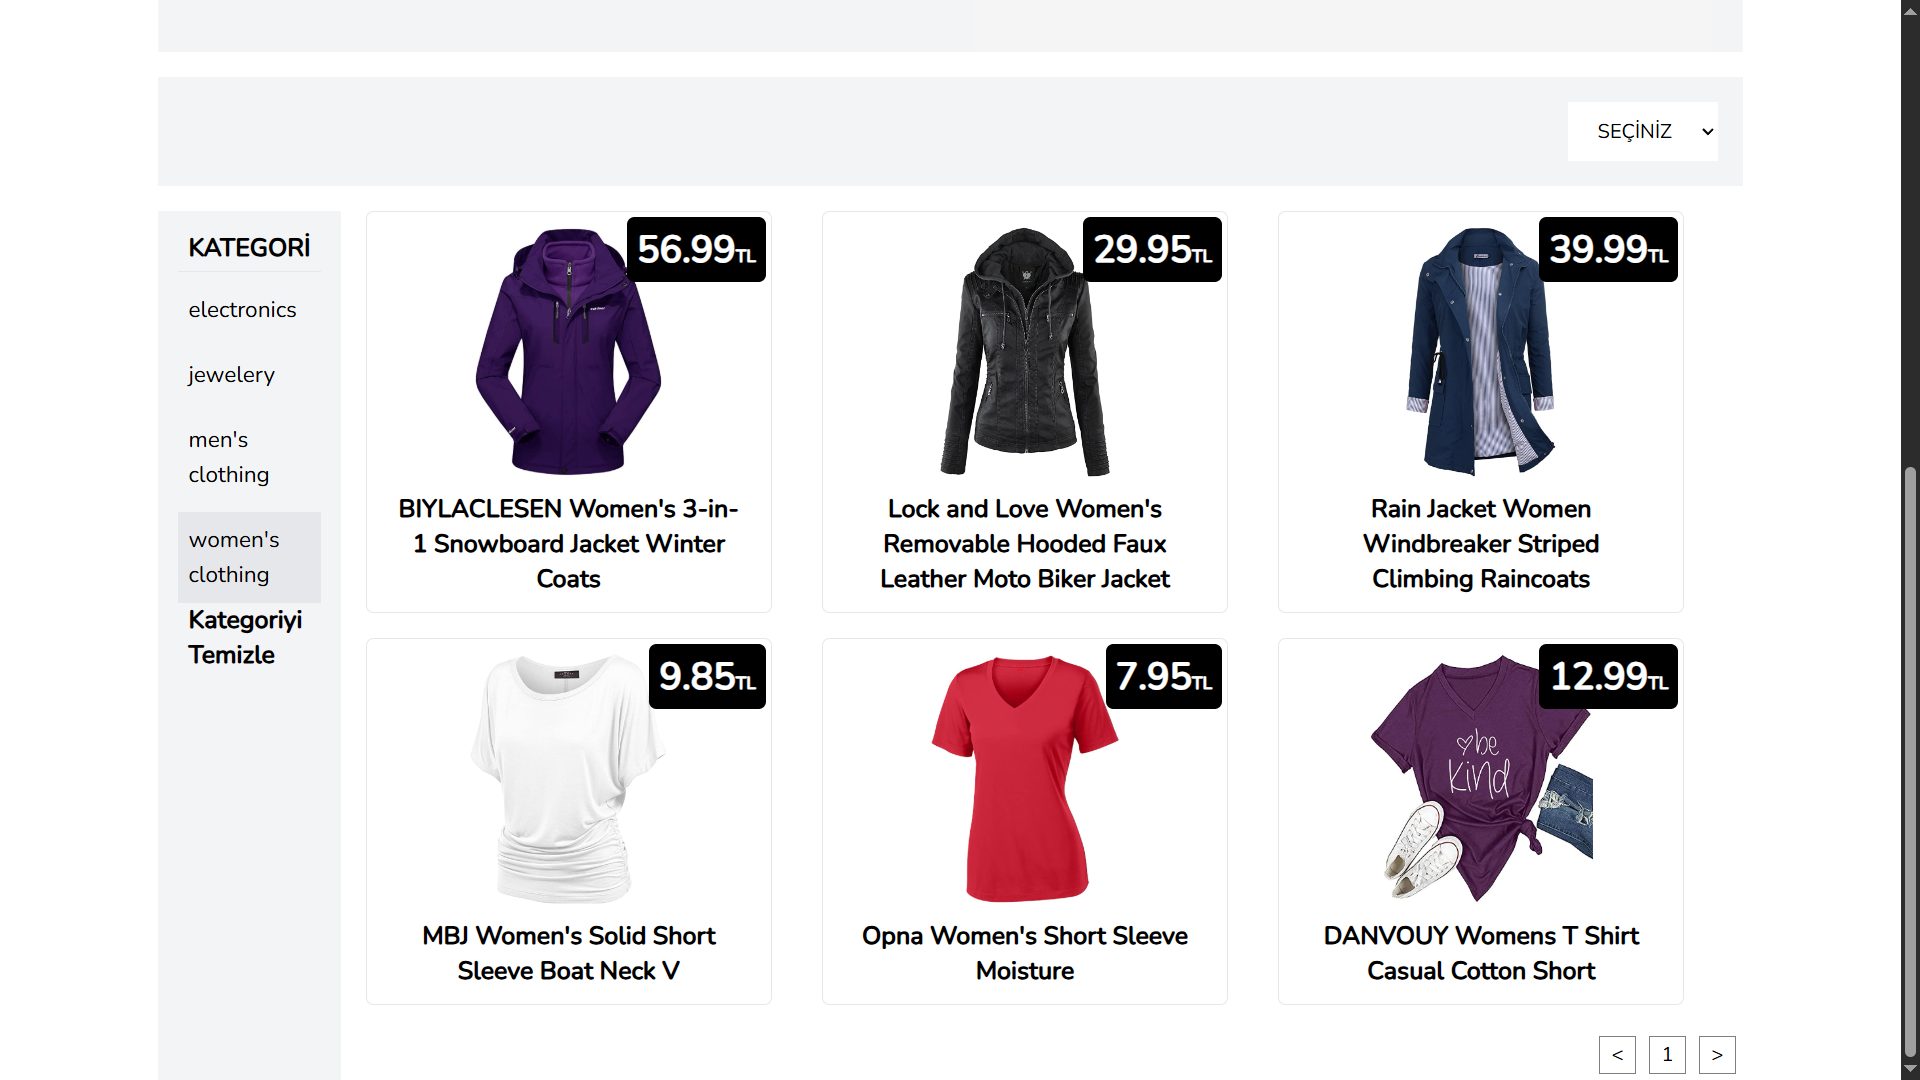 SEÇİNİZ
KATEGORİ
electronics
jewelery
men's
clothing
women's
clothing
Kategoriyi
Temizle
56.99TL
BIYLACLESEN Women's 3-in-
1 Snowboard Jacket Winter
Coats
29.95TL
Lock and Love Women's
Removable Hooded Faux
Leather Moto Biker Jacket
39.99TL
Rain Jacket Women
Windbreaker Striped
Climbing Raincoats
9.85TL
MBJ Women's Solid Short
Sleeve Boat Neck V
7.95TL
Opna Women's Short Sleeve
Moisture
12.99TL
be
kind
DANVOUY Womens T Shirt
Casual Cotton Short
<
1
>